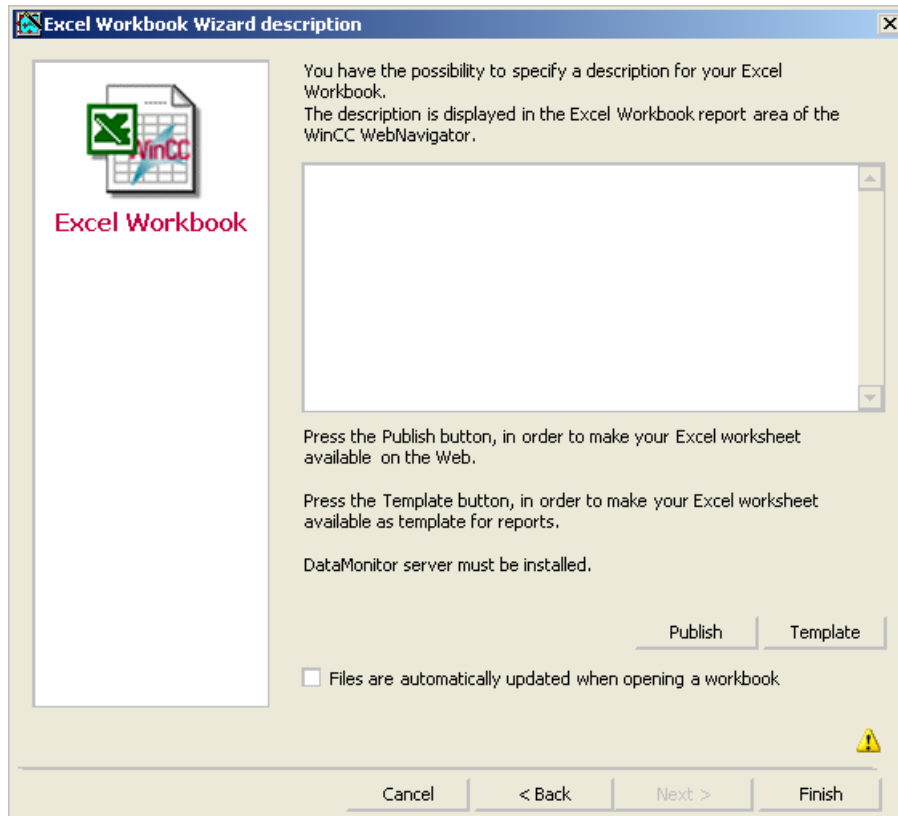 Excel Workbook Wizard description
You have the possibility to specify a description for your Excel
Workbook.
The description is displayed in the Excel Workbook report area of the
WinCC WebNavigator.
WinCC
Excel Workbook
Press the Publish button, in order to make your Excel worksheet
available on the Web.
Press the Template button, in order to make your Excel worksheet
available as template for reports.
DataMonitor server must be installed.
Publish Template
Files are automatically updated when opening a workbook
Cancel < Back Next > Finish